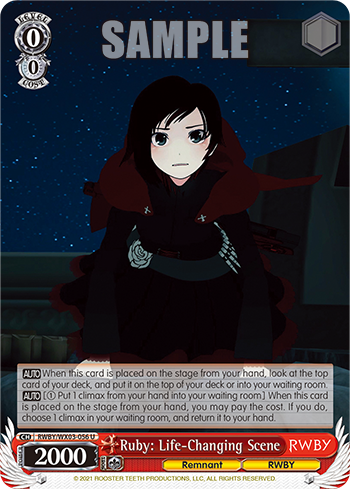 SAMPLE
LEVEL
0
0
COST
AUTO When this card is placed on the stage from your hand, look at the top
card of your deck, and put it on the top of your deck or into your waiting room.
AUTO [① Put 1 climax from your hand into your waiting room] When this card
is placed on the stage from your hand, you may pay the cost. If you do,
choose 1 climax in your waiting room, and return it to your hand.
CH RWBY/WX03-056 U
POWER 2000 SOUL
Ruby: Life-Changing Scene RWBY
Remnant RWBY
©2021 ROOSTER TEETH PRODUCTIONS, LLC, ALL RIGHTS RESERVED.